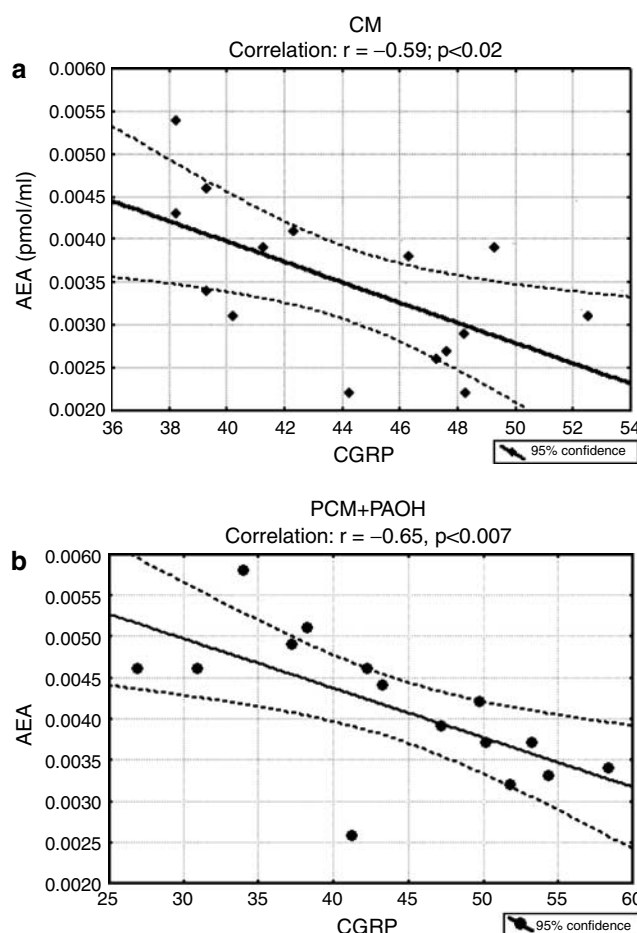 CM
Correlation: r = −0.59; p<0.02
a
0.0060
0.0055
0.0050
0.0045
0.0040
0.0035
0.0030
0.0025
0.0020
AEA (pmol/ml)
36 38 40 42 44 46 48 50 52 54
CGRP
95% confidence
PCM+PAOH
Correlation: r = −0.65, p<0.007
b
0.0060
0.0055
0.0050
0.0045
0.0040
0.0035
0.0030
0.0025
0.0020
AEA
25 30 35 40 45 50 55 60
CGRP
95% confidence